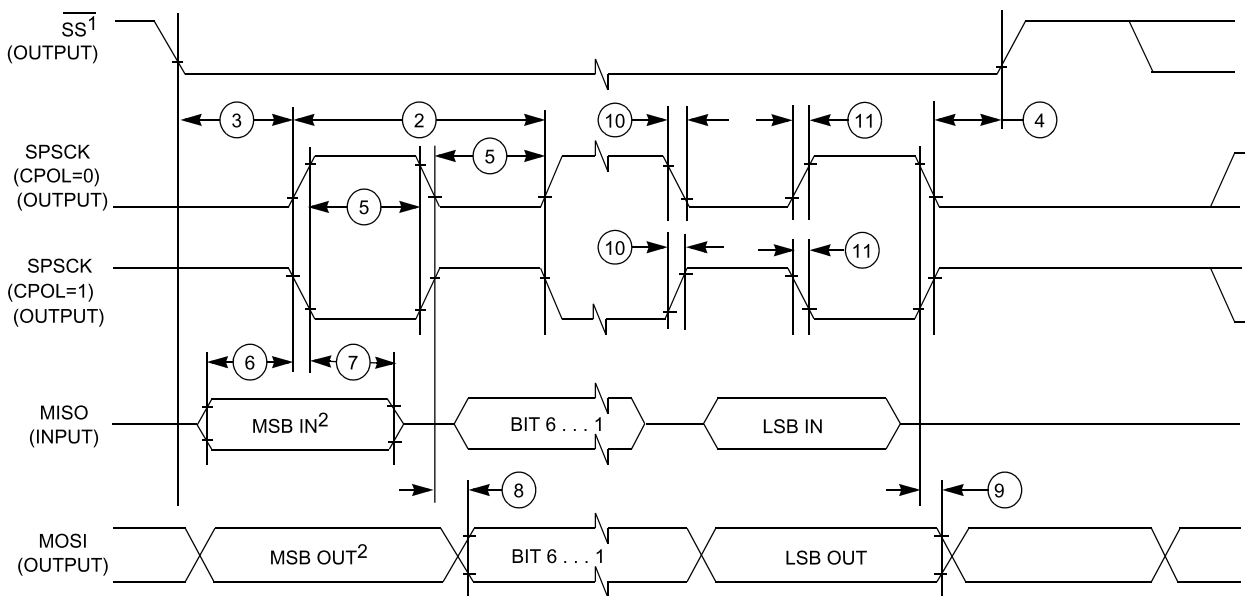 SS1
(OUTPUT)
3
2
10
11
4
SPSCK
(CPOL=0)
(OUTPUT)
5
5
SPSCK
(CPOL=1)
(OUTPUT)
10
11
6
7
MISO
(INPUT)
MSB IN2
BIT 6 . . . 1
LSB IN
8
9
MOSI
(OUTPUT)
MSB OUT2
BIT 6 . . . 1
LSB OUT